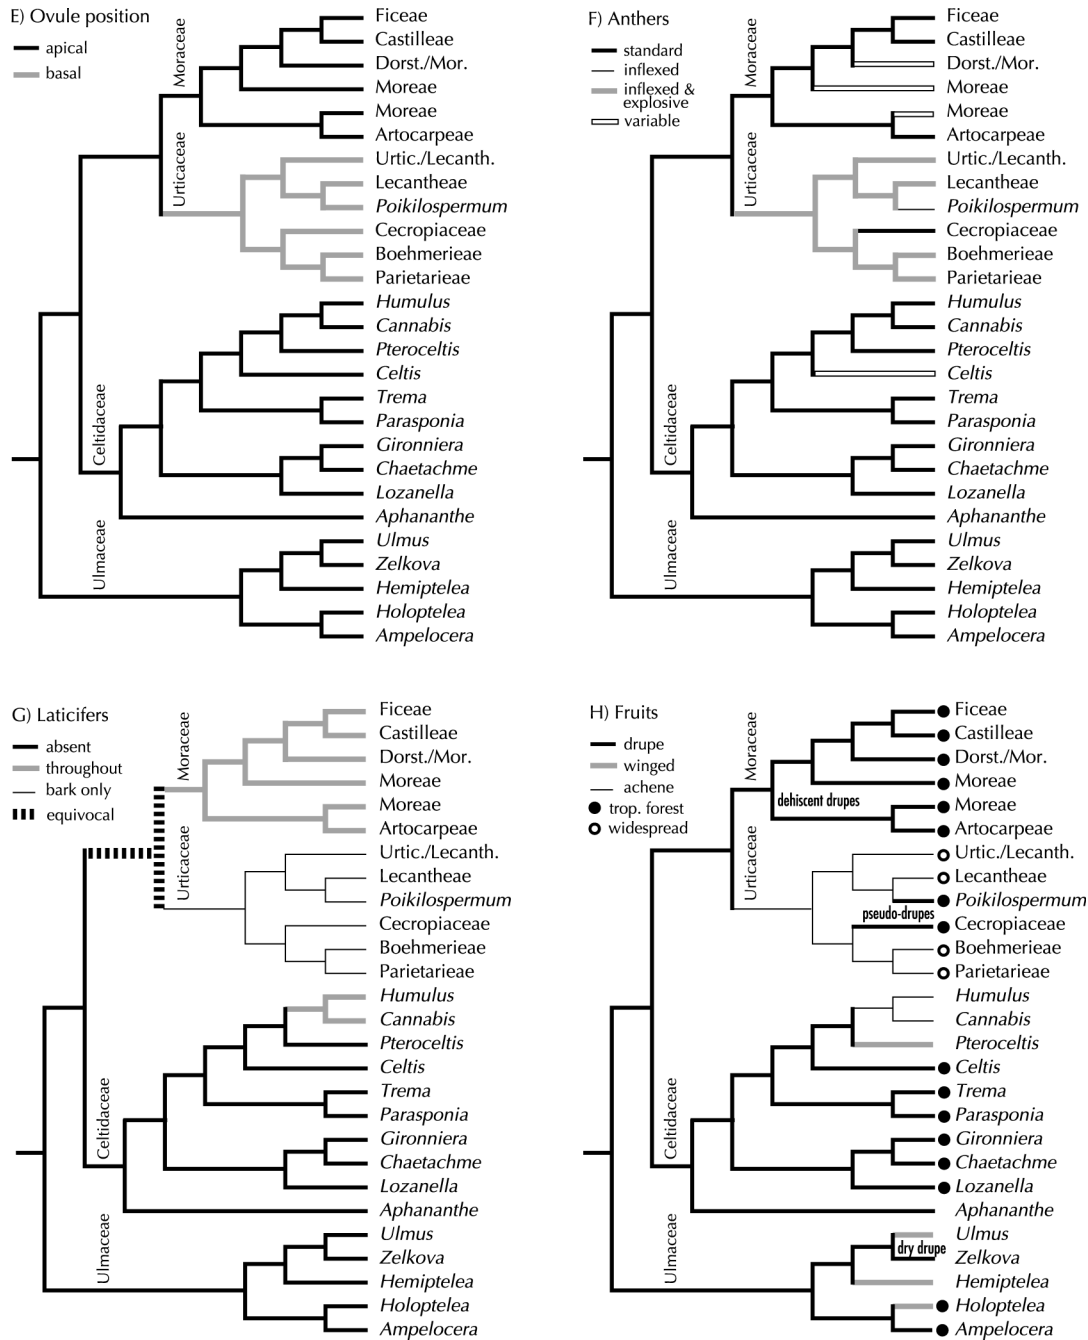 E) Ovule position
apical
basal
Moraceae
Urticaceae
Celtidaceae
Ulmaceae
Ficeae
Castilleae
Dorst./Mor.
Moreae
Moreae
Artocarpeae
Urtic./Lecanth.
Lecantheae
Poikilospermum
Cecropiaceae
Boehmerieae
Parietarieae
Humulus
Cannabis
Pteroceltis
Celtis
Trema
Parasponia
Gironniera
Chaetachme
Lozanella
Aphananthe
Ulmus
Zelkova
Hemiptelea
Holoptelea
Ampelocera
F) Anthers
standard
inflexed
inflexed &
explosive
variable
Moraceae
Urticaceae
Celtidaceae
Ulmaceae
Ficeae
Castilleae
Dorst./Mor.
Moreae
Moreae
Artocarpeae
Urtic./Lecanth.
Lecantheae
Poikilospermum
Cecropiaceae
Boehmerieae
Parietarieae
Humulus
Cannabis
Pteroceltis
Celtis
Trema
Parasponia
Gironniera
Chaetachme
Lozanella
Aphananthe
Ulmus
Zelkova
Hemiptelea
Holoptelea
Ampelocera
G) Laticifers
absent
throughout
bark only
equivocal
Moraceae
Urticaceae
Celtidaceae
Ulmaceae
Ficeae
Castilleae
Dorst./Mor.
Moreae
Moreae
Artocarpeae
Urtic./Lecanth.
Lecantheae
Poikilospermum
Cecropiaceae
Boehmerieae
Parietarieae
Humulus
Cannabis
Pteroceltis
Celtis
Trema
Parasponia
Gironniera
Chaetachme
Lozanella
Aphananthe
Ulmus
Zelkova
Hemiptelea
Holoptelea
Ampelocera
H) Fruits
drupe
winged
achene
trop. forest
widespread
Moraceae
Urticaceae
Celtidaceae
Ulmaceae
dehiscent drupes
pseudo-drupes
dry drupe
Ficeae
Castilleae
Dorst./Mor.
Moreae
Moreae
Artocarpeae
Urtic./Lecanth.
Lecantheae
Poikilospermum
Cecropiaceae
Boehmerieae
Parietarieae
Humulus
Cannabis
Pteroceltis
Celtis
Trema
Parasponia
Gironniera
Chaetachme
Lozanella
Aphananthe
Ulmus
Zelkova
Hemiptelea
Holoptelea
Ampelocera